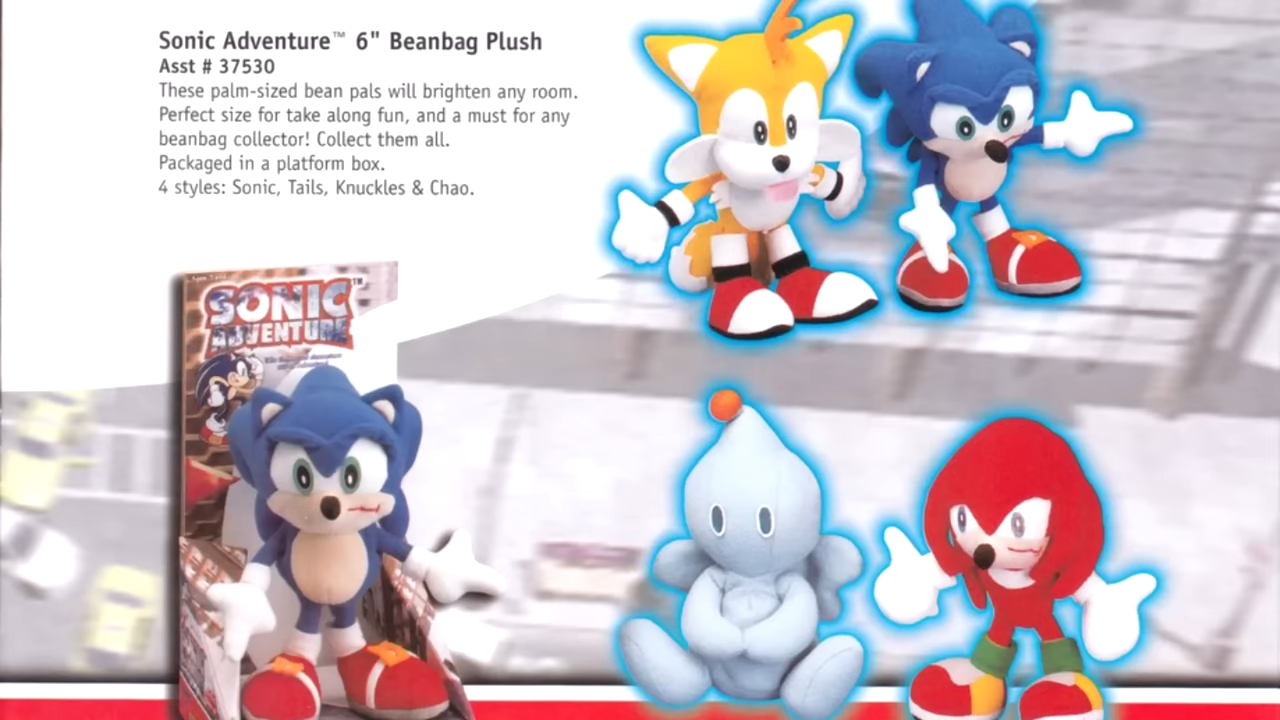 Sonic Adventure™ 6" Beanbag Plush
Asst # 37530
These palm-sized bean pals will brighten any room.
Perfect size for take along fun, and a must for any
beanbag collector! Collect them all.
Packaged in a platform box.
4 styles: Sonic, Tails, Knuckles & Chao.
SONIC™
ADVENTURE